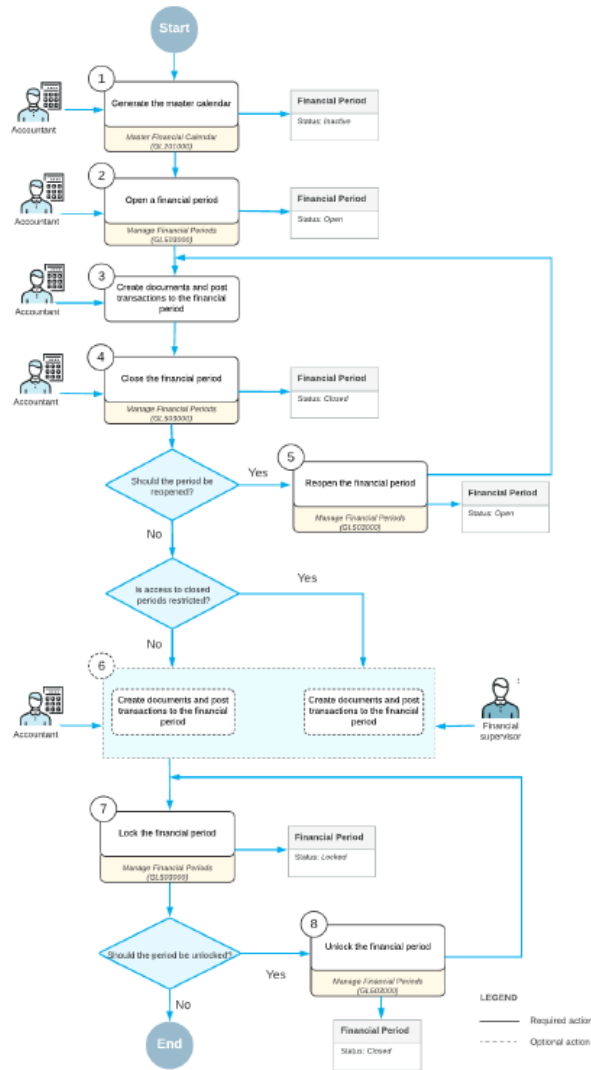 Start
1
Generate the master calendar
Master Financial Calendar
(GL201000)
Accountant
Financial Period
Status: Inactive
2
Open a financial period
Manage Financial Periods
(GL503000)
Accountant
Financial Period
Status: Open
3
Create documents and post
transactions to the financial
period
Accountant
4
Close the financial period
Manage Financial Periods
(GL503000)
Accountant
Financial Period
Status: Closed
Should the period be
reopened?
Yes
No
5
Reopen the financial period
Manage Financial Periods
(GL503000)
Financial Period
Status: Open
Is access to closed
periods restricted?
Yes
No
6
Create documents and post
transactions to the financial
period
Create documents and post
transactions to the financial
period
Accountant
Financial
supervisor
7
Lock the financial period
Manage Financial Periods
(GL503000)
Financial Period
Status: Locked
Should the period be unlocked?
Yes
No
8
Unlock the financial period
Manage Financial Periods
(GL503000)
Financial Period
Status: Closed
End
LEGEND
Required action
Optional action